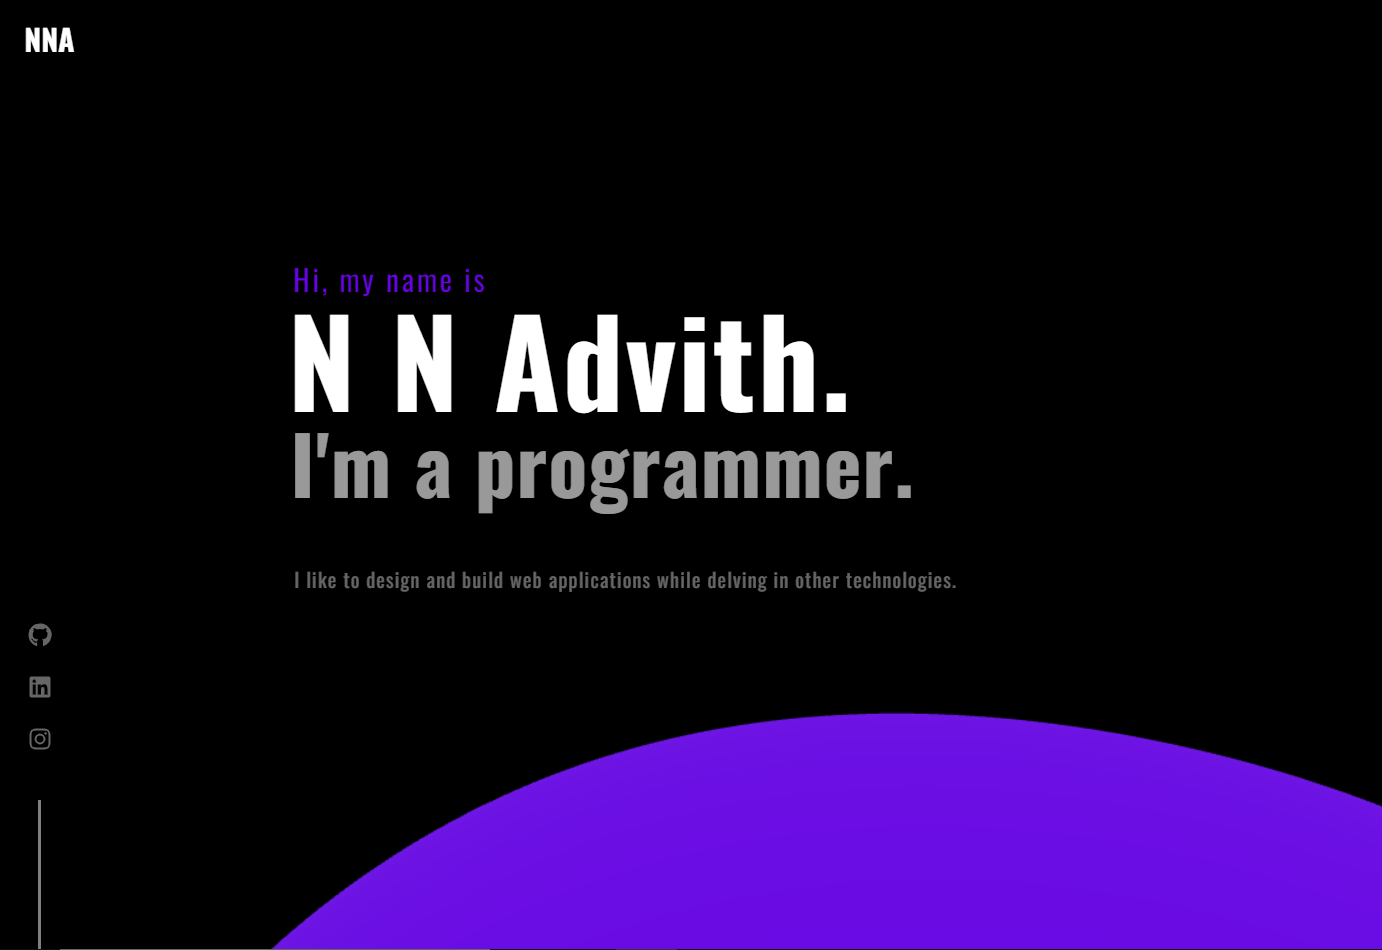 NNA
Hi, my name is
N N Advith.
I'm a programmer.
I like to design and build web applications while delving in other technologies.